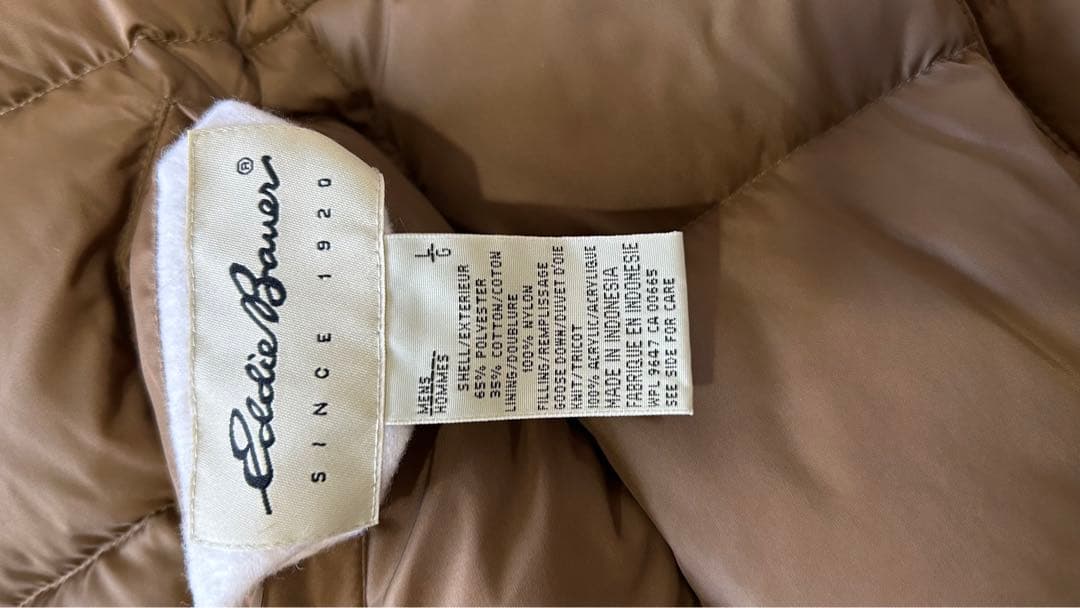 Eddie Bauer®
SINCE 1920
MENS L
HOMMES G
SHELL/EXTERIEUR
65% POLYESTER
35% COTTON/COTON
LINING/DOUBLURE
100% NYLON
FILLING/REMPLISSAGE
GOOSE DOWN/DUVET D'OIE
KNIT/TRICOT
100% ACRYLIC/ACRYLIQUE
MADE IN INDONESIA
FABRIQUE EN INDONESIE
WPL 9647 CA 00665
SEE SIDE FOR CARE